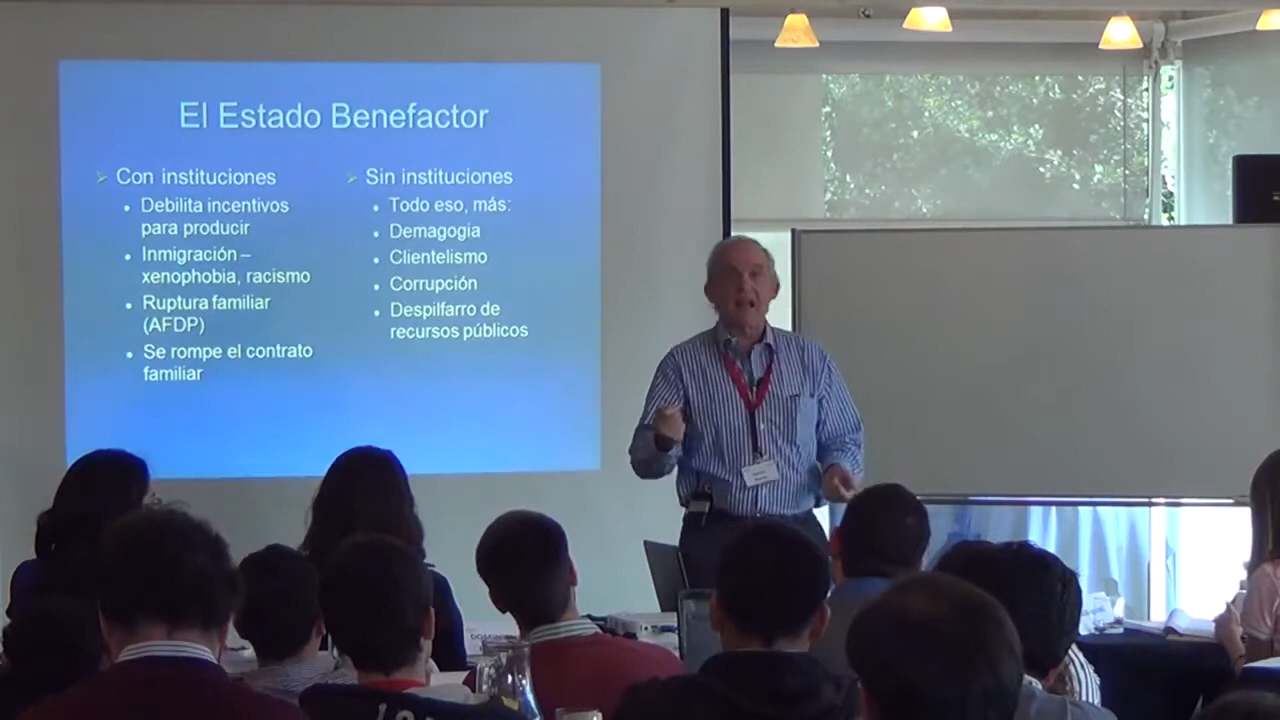 El Estado Benefactor
Con instituciones
Debilita incentivos
para producir
Inmigración –
xenophobia, racismo
Ruptura familiar
(AFDP)
Se rompe el contrato
familiar
Sin instituciones
Todo eso, más:
Demagogia
Clientelismo
Corrupción
Despilfarro de
recursos públicos